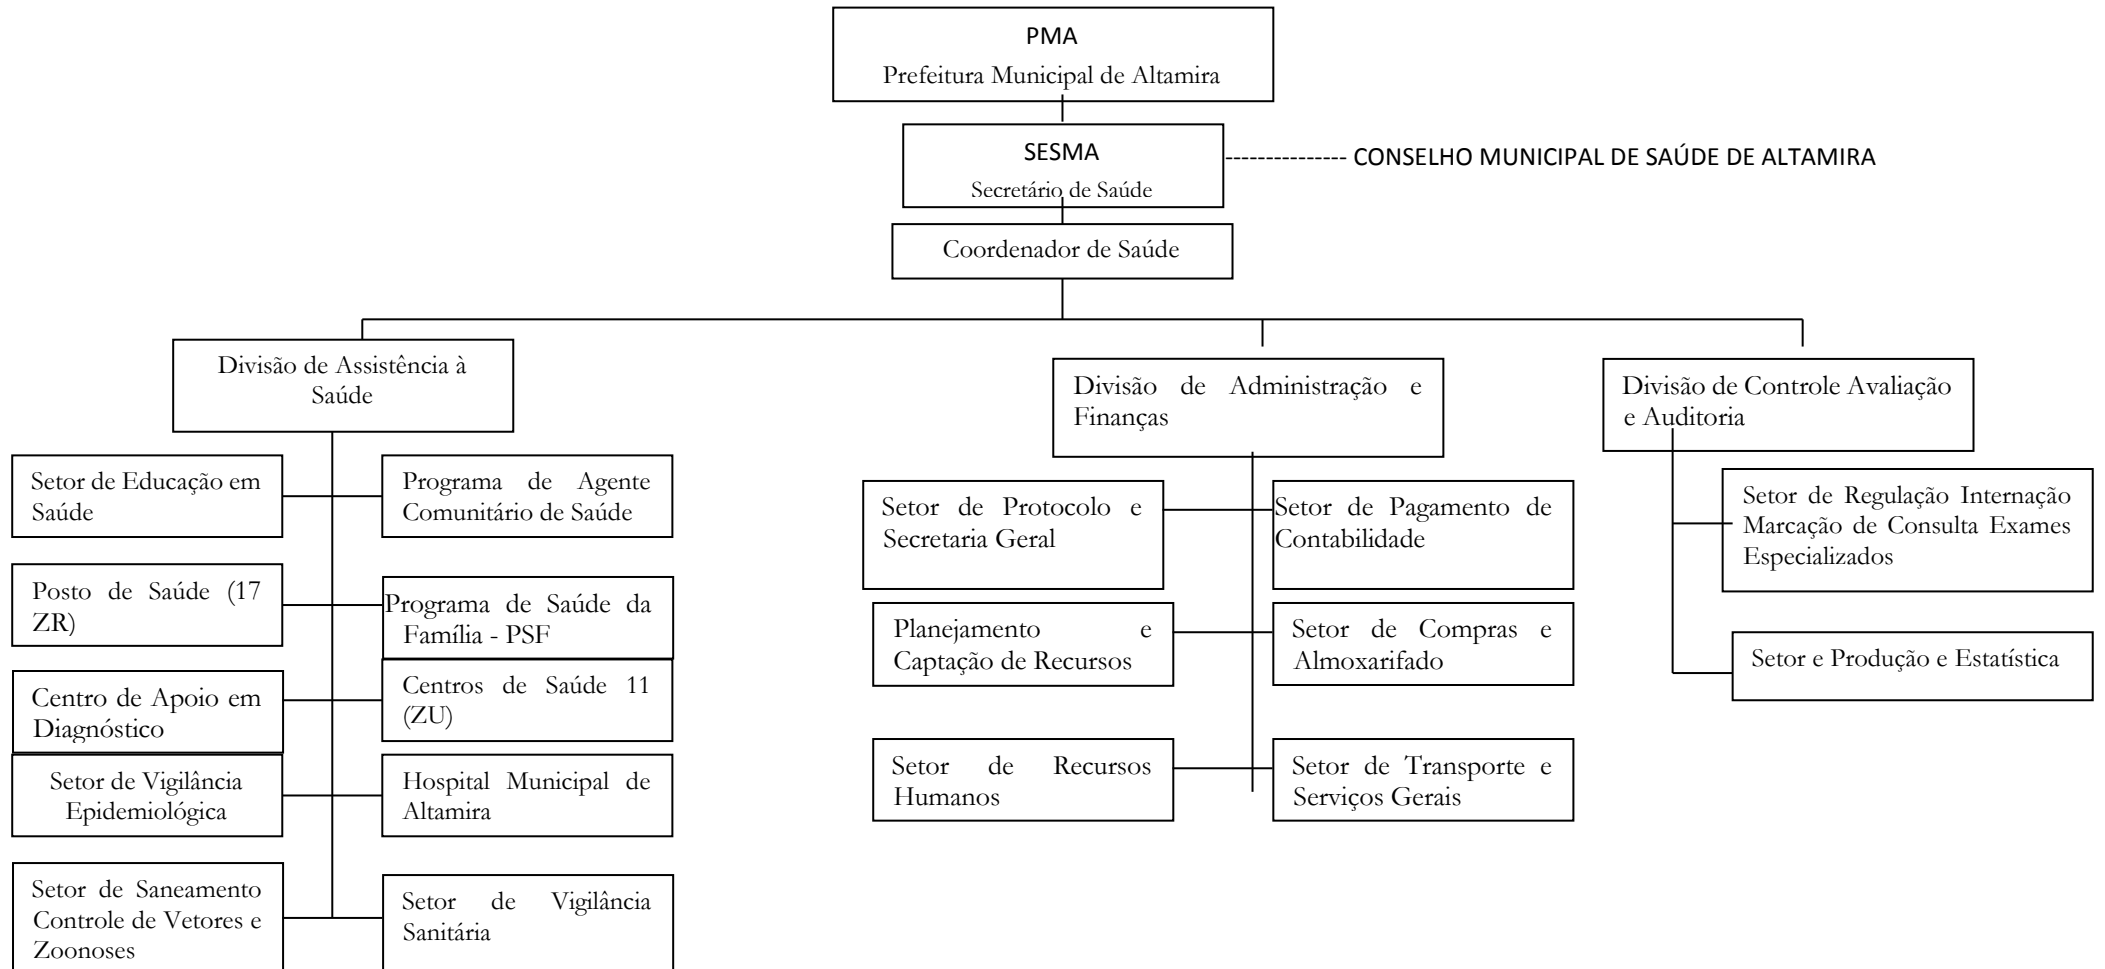 PMA
Prefeitura Municipal de Altamira
SESMA
Secretário de Saúde
-------------- CONSELHO MUNICIPAL DE SAÚDE DE ALTAMIRA
Coordenador de Saúde
Divisão de Assistência à
Saúde
Divisão de Administração e
Finanças
Divisão de Controle Avaliação
e Auditoria
Setor de Educação em
Saúde
Programa de Agente
Comunitário de Saúde
Posto de Saúde (17
ZR)
Programa de Saúde da
Família - PSF
Centro de Apoio em
Diagnóstico
Centros de Saúde 11
(ZU)
Setor de Vigilância
Epidemiológica
Hospital Municipal de
Altamira
Setor de Saneamento
Controle de Vetores e
Zoonoses
Setor de Vigilância
Sanitária
Setor de Protocolo e
Secretaria Geral
Setor de Pagamento de
Contabilidade
Planejamento e
Captação de Recursos
Setor de Compras e
Almoxarifado
Setor de Recursos
Humanos
Setor de Transporte e
Serviços Gerais
Setor de Regulação Internação
Marcação de Consulta Exames
Especializados
Setor e Produção e Estatística